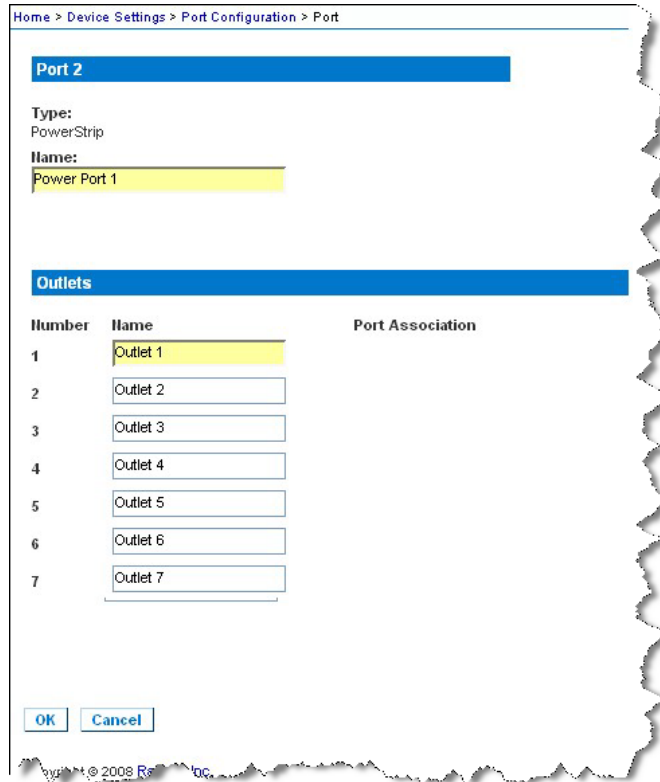 Home > Device Settings > Port Configuration > Port
Port 2
Type:
PowerStrip
Name:
Power Port 1
Outlets
Number Name Port Association
1 Outlet 1
2 Outlet 2
3 Outlet 3
4 Outlet 4
5 Outlet 5
6 Outlet 6
7 Outlet 7
OK Cancel
© 2008